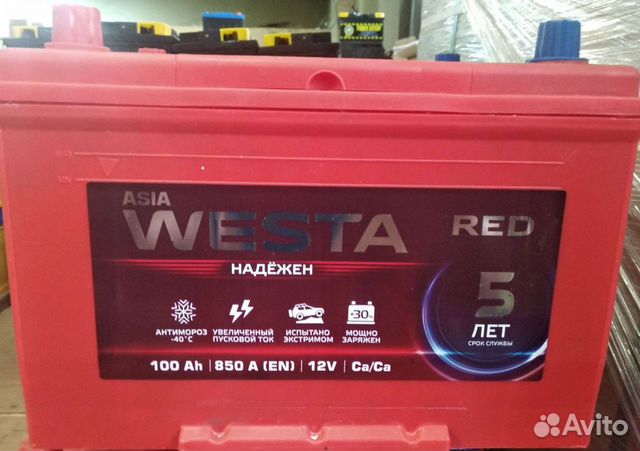 ASIA
WESTA
RED
НАДЁЖЕН
5
ЛЕТ
СРОК СЛУЖБЫ
АНТИМОРОЗ
-40°C
УВЕЛИЧЕННЫЙ
ПУСКОВОЙ ТОК
ИСПЫТАНО
ЭКСТРИМОМ
-30+
МОЩНО
ЗАРЯЖЕН
100 Ah | 850 A (EN) | 12V | Ca/Ca
Avito